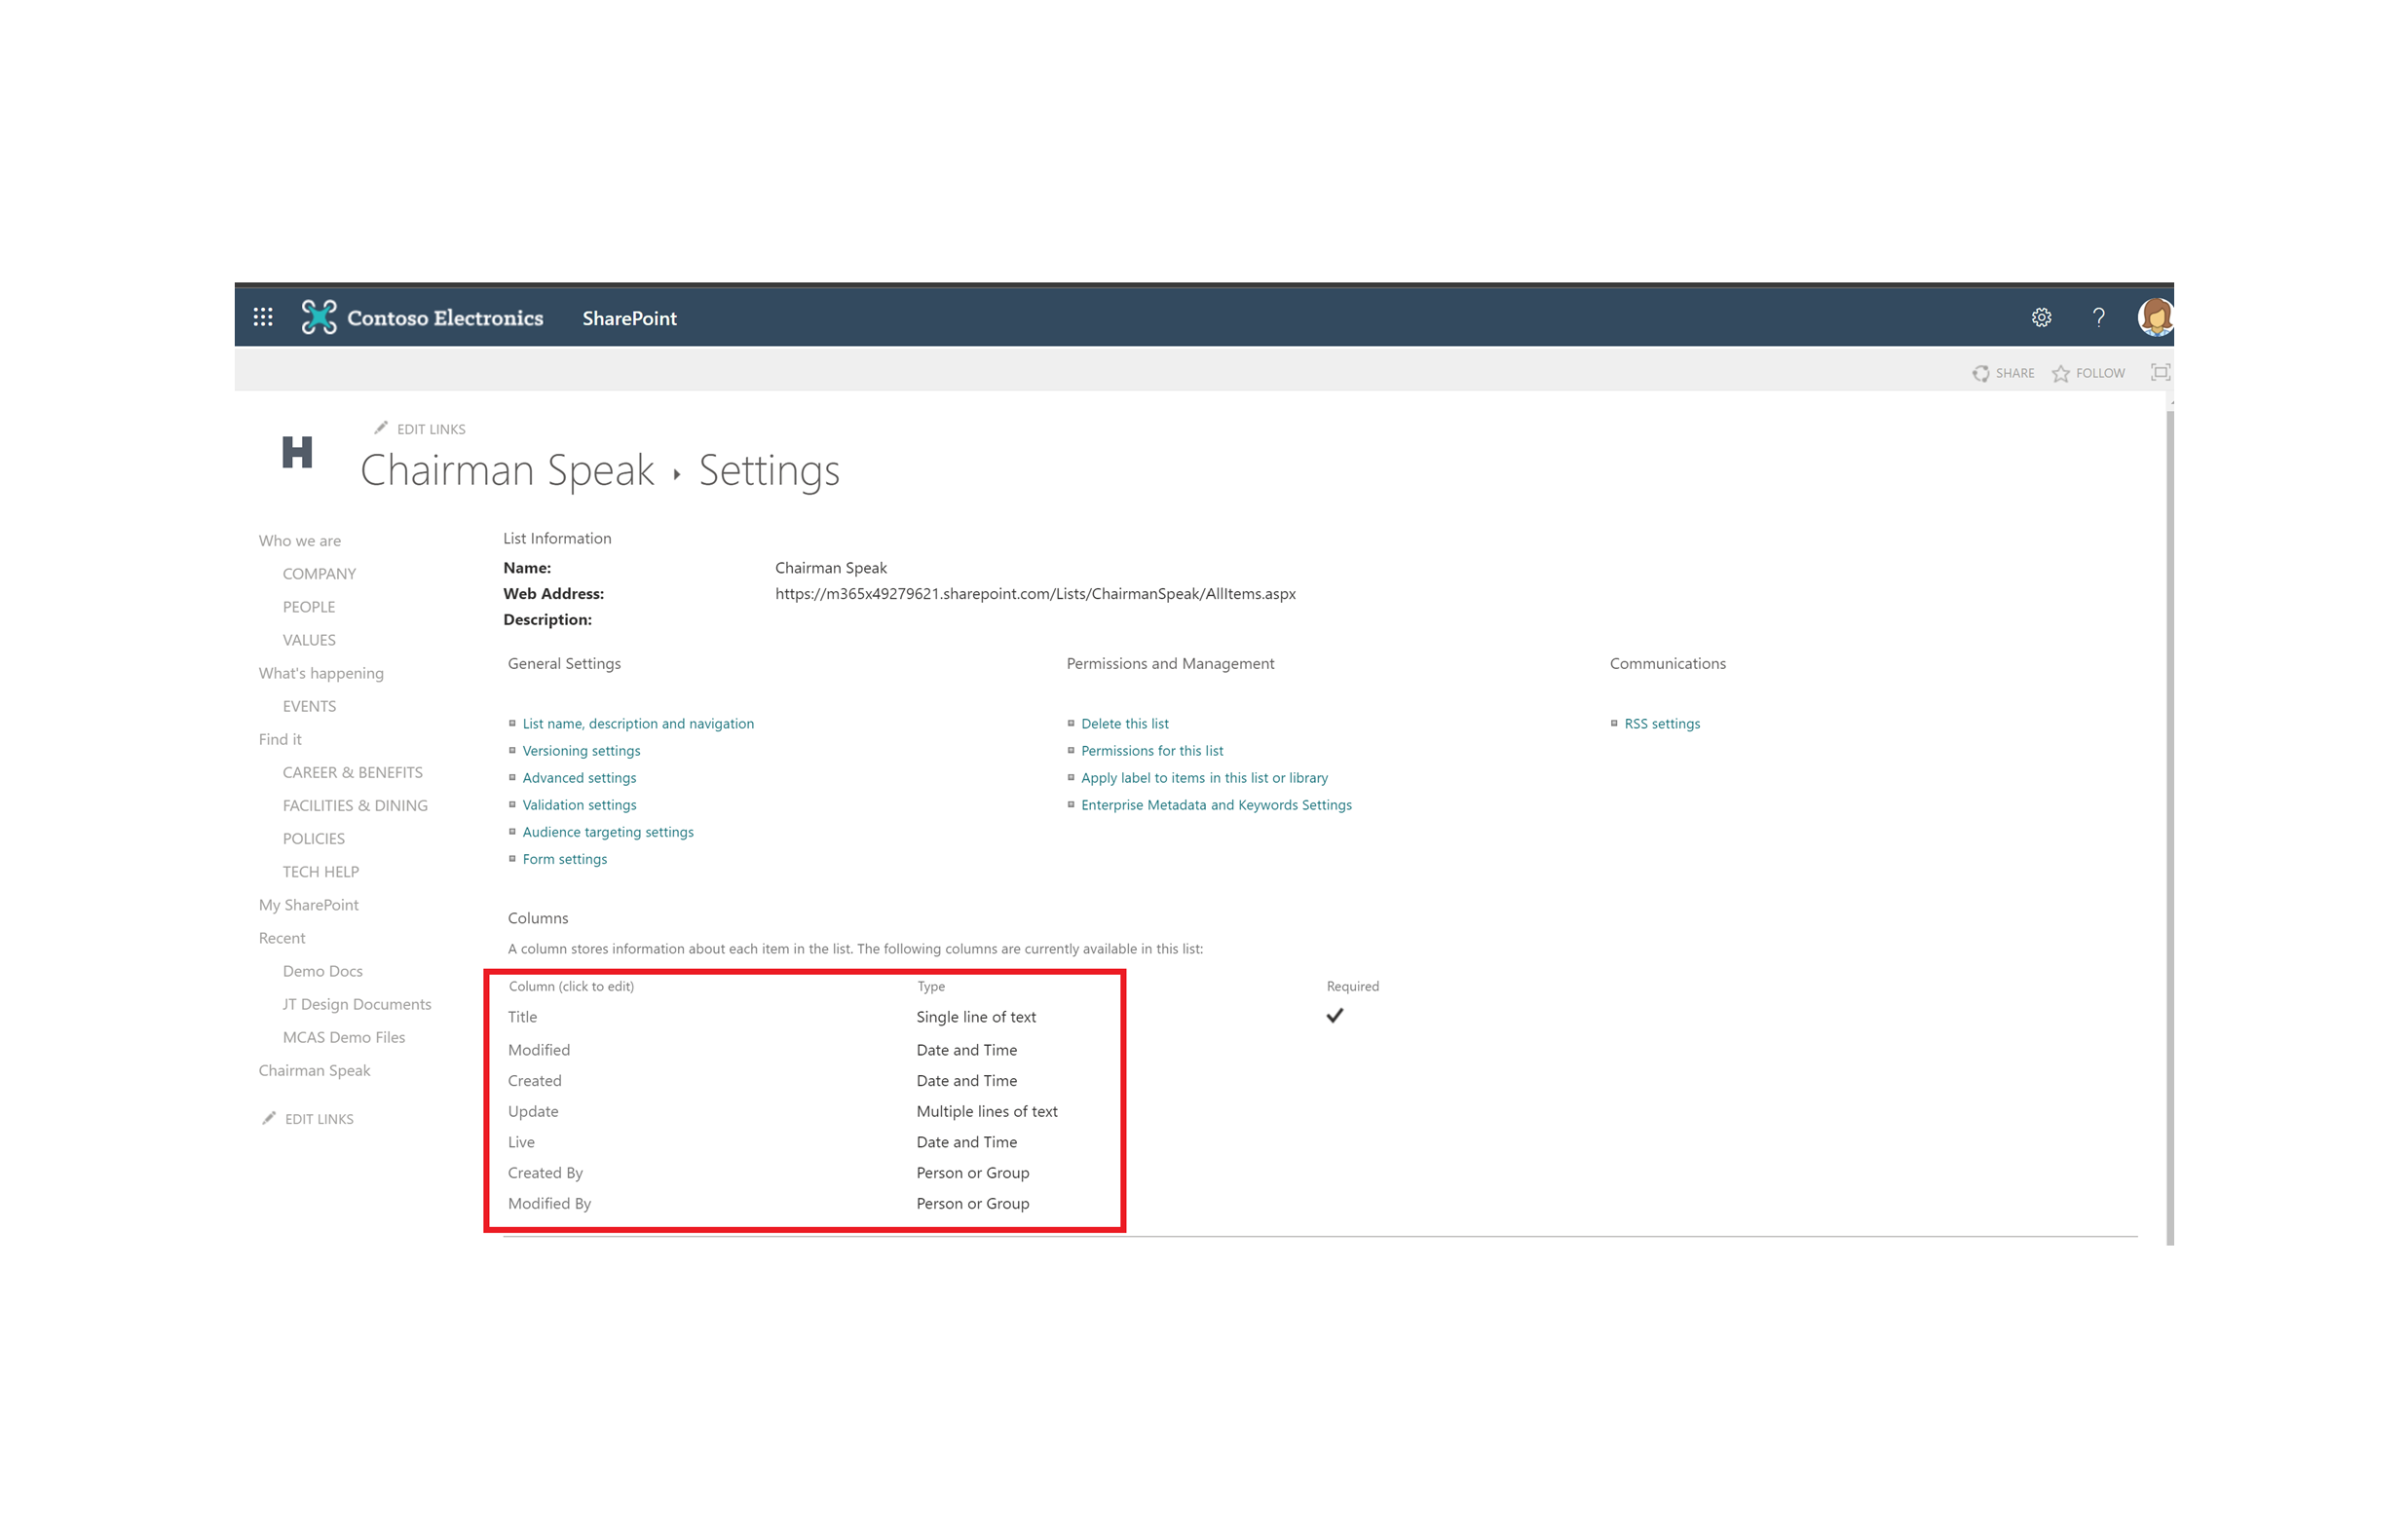 Contoso Electronics SharePoint
SHARE FOLLOW
EDIT LINKS
H
Chairman Speak Settings
Who we are
COMPANY
PEOPLE
VALUES
What's happening
EVENTS
Find it
CAREER & BENEFITS
FACILITIES & DINING
POLICIES
TECH HELP
My SharePoint
Recent
Demo Docs
JT Design Documents
MCAS Demo Files
Chairman Speak
EDIT LINKS
List Information
Name: Chairman Speak
Web Address: https://m365x49279621.sharepoint.com/Lists/ChairmanSpeak/AllItems.aspx
Description:
General Settings
List name, description and navigation
Versioning settings
Advanced settings
Validation settings
Audience targeting settings
Form settings
Permissions and Management
Delete this list
Permissions for this list
Apply label to items in this list or library
Enterprise Metadata and Keywords Settings
Communications
RSS settings
Columns
A column stores information about each item in the list. The following columns are currently available in this list:
Column (click to edit) Type Required
Title Single line of text
Modified Date and Time
Created Date and Time
Update Multiple lines of text
Live Date and Time
Created By Person or Group
Modified By Person or Group